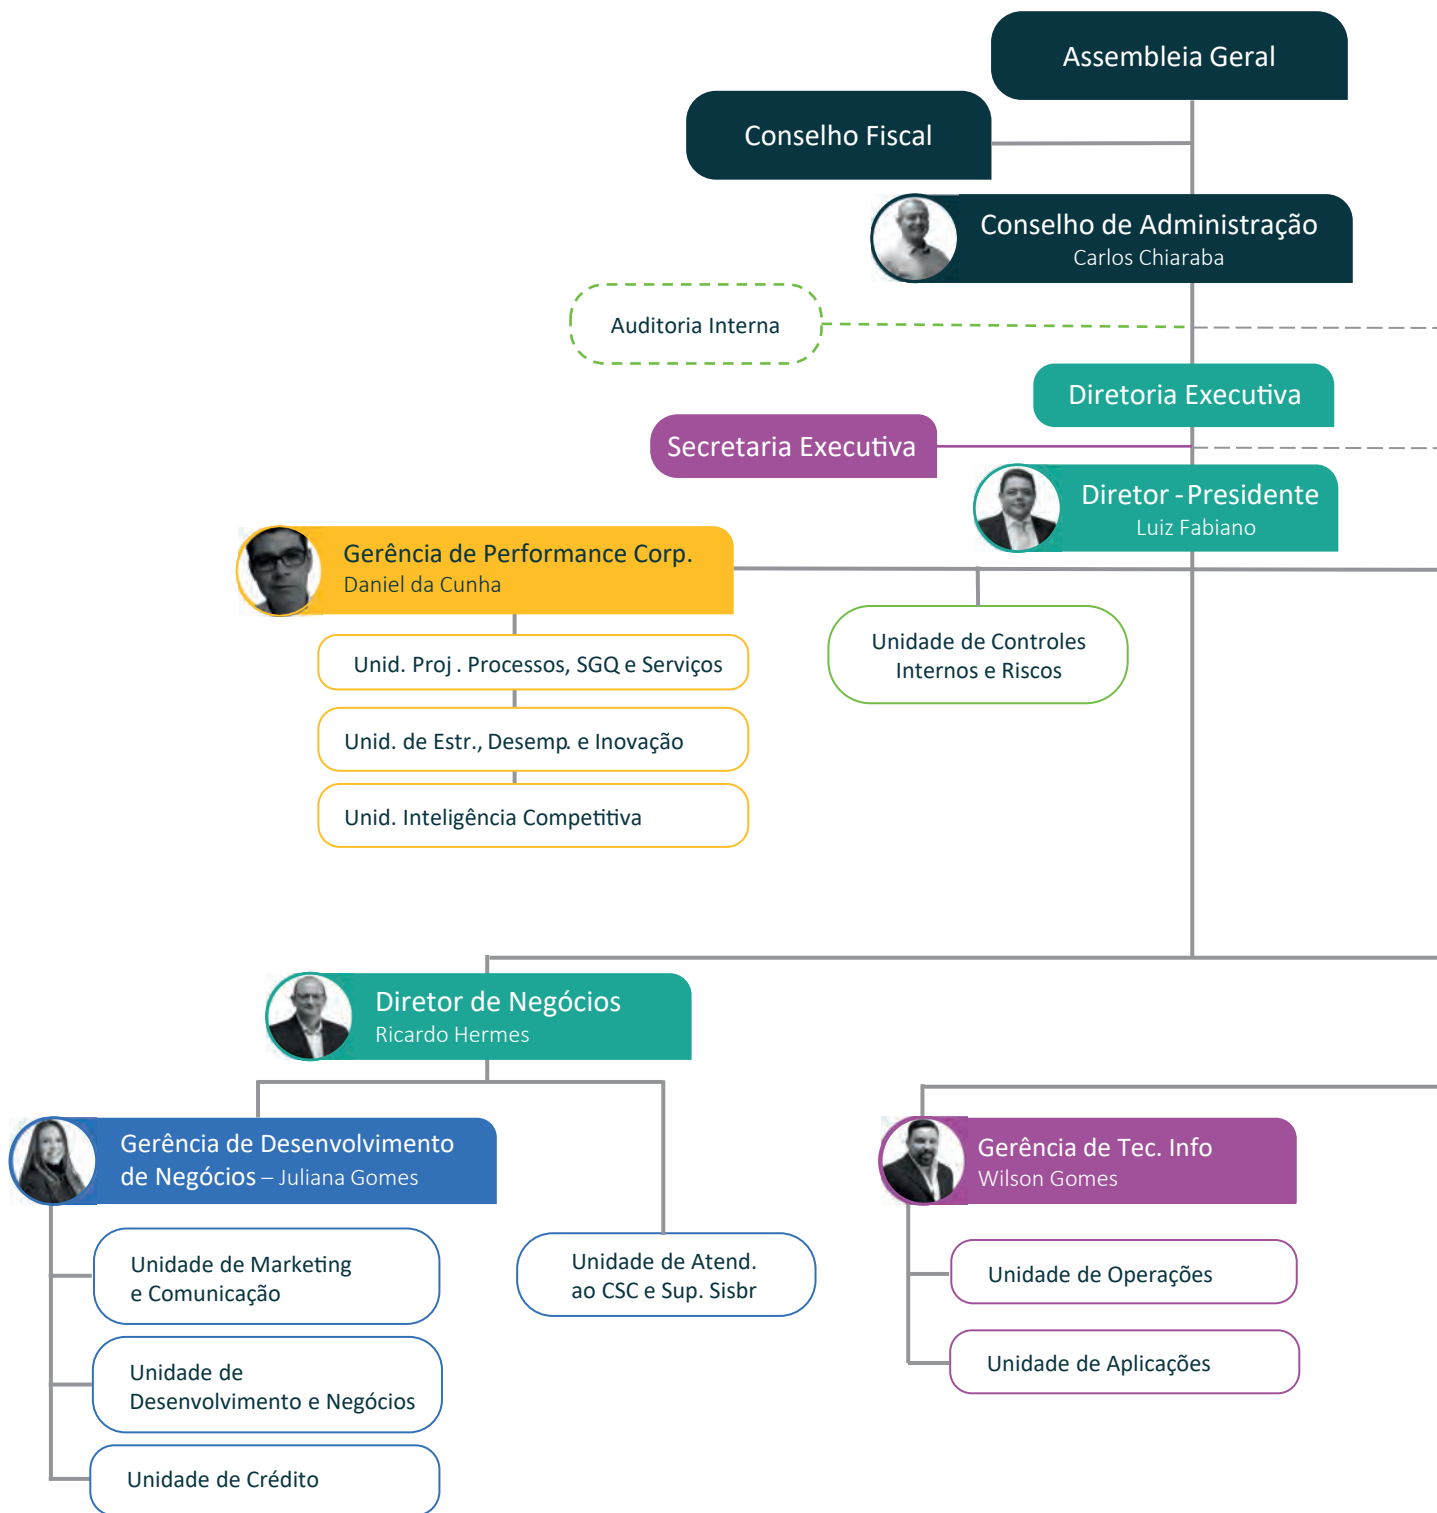 Assembleia Geral
Conselho Fiscal
Conselho de Administração
Carlos Chiaraba
Auditoria Interna
Diretoria Executiva
Secretaria Executiva
Diretor - Presidente
Luiz Fabiano
Gerência de Performance Corp.
Daniel da Cunha
Unid. Proj . Processos, SGQ e Serviços
Unid. de Estr., Desemp. e Inovação
Unid. Inteligência Competitiva
Unidade de Controles
Internos e Riscos
Diretor de Negócios
Ricardo Hermes
Gerência de Desenvolvimento
de Negócios – Juliana Gomes
Unidade de Marketing
e Comunicação
Unidade de
Desenvolvimento e Negócios
Unidade de Crédito
Unidade de Atend.
ao CSC e Sup. Sisbr
Gerência de Tec. Info
Wilson Gomes
Unidade de Operações
Unidade de Aplicações